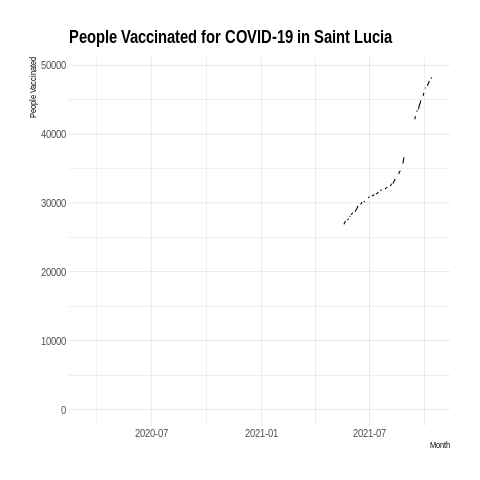 People Vaccinated for COVID-19 in Saint Lucia
People Vaccinated
50000
40000
30000
20000
10000
0
2020-07 2021-01 2021-07
Month